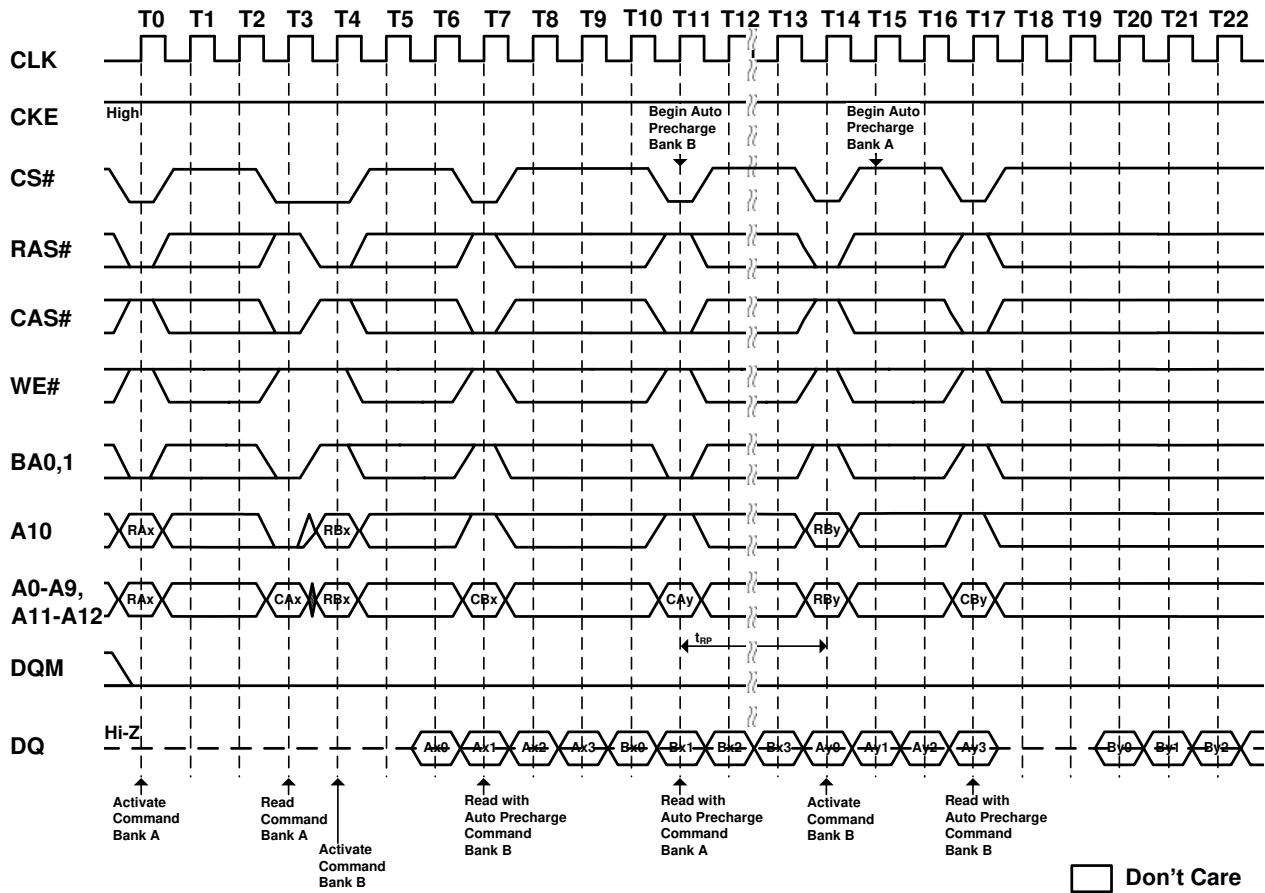 T0 T1 T2 T3 T4 T5 T6 T7 T8 T9 T10 T11 T12 T13 T14 T15 T16 T17 T18 T19 T20 T21 T22
CLK
CKE
High
Begin Auto
Precharge
Bank B
Begin Auto
Precharge
Bank A
CS#
RAS#
CAS#
WE#
BA0,1
A10
RAx RBx RBy
A0-A9,
A11-A12
RAx CAx RBx CBx CAy RBy CBy
tRP
DQM
Hi-Z
DQ
Ax0 Ax1 Ax2 Ax3 Bx0 Bx1 Bx2 Bx3 Ay0 Ay1 Ay2 Ay3 By0 By1 By2
Activate
Command
Bank A
Read
Command
Bank A
Activate
Command
Bank B
Read with
Auto Precharge
Command
Bank B
Read with
Auto Precharge
Command
Bank A
Activate
Command
Bank B
Read with
Auto Precharge
Command
Bank B
Don't Care